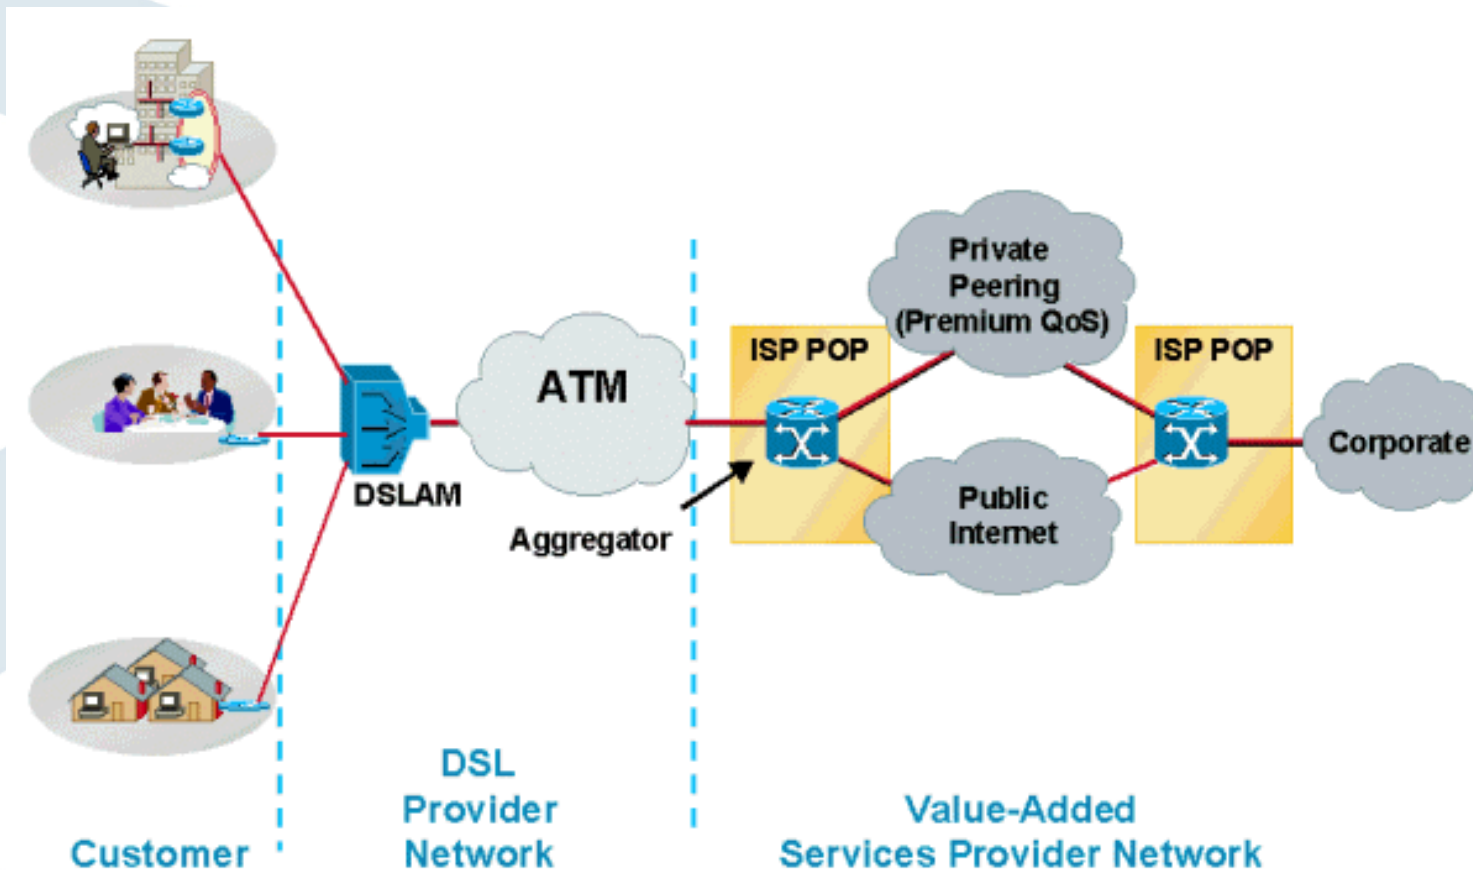 Private
Peering
(Premium QoS)
ISP POP
ISP POP
ATM
Corporate
DSLAM
Aggregator
Public
Internet
DSL
Provider
Network
Customer
Value-Added
Services Provider Network